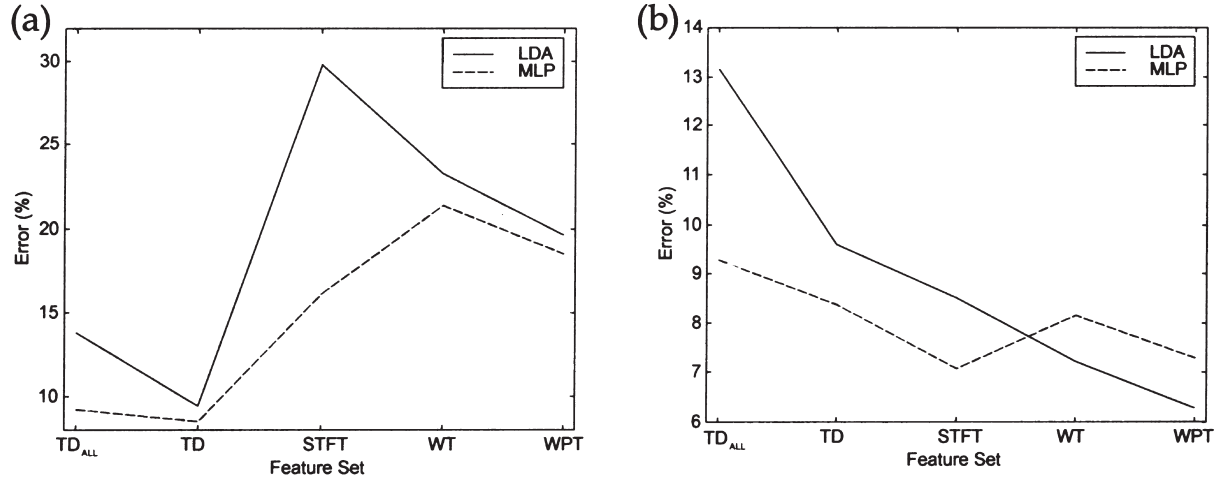 (a)
LDA
MLP
30
25
20
15
10
Error (%)
TD_ALL TD STFT WT WPT
Feature Set
(b)
LDA
MLP
14
13
12
11
10
9
8
7
6
Error (%)
TD_ALL TD STFT WT WPT
Feature Set